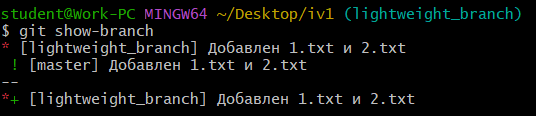 student@Work-PC MINGW64 ~/Desktop/iv1 (lightweight_branch)
$ git show-branch
* [lightweight_branch] Добавлен 1.txt и 2.txt
 ! [master] Добавлен 1.txt и 2.txt
--
*+ [lightweight_branch] Добавлен 1.txt и 2.txt